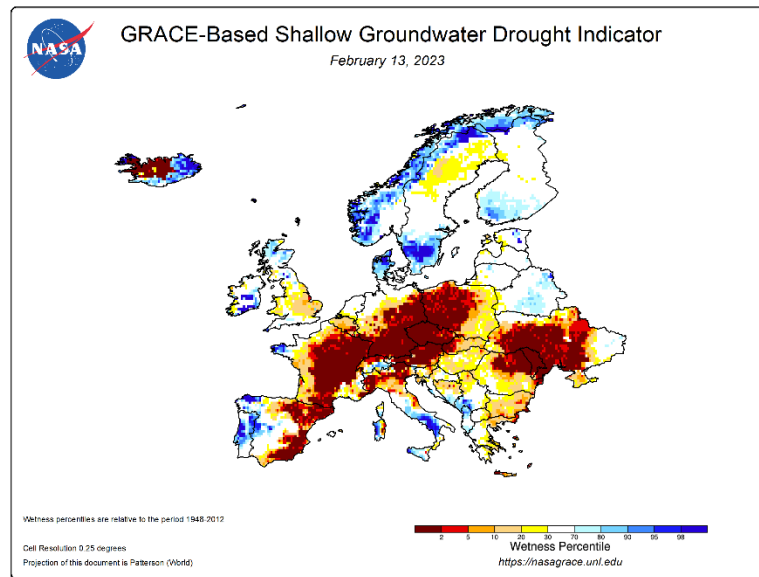 NASA
GRACE-Based Shallow Groundwater Drought Indicator
February 13, 2023
Wetness percentiles are relative to the period 1948-2012
Cell Resolution 0.25 degrees
Projection of this document is Patterson (World)
2 5 10 20 30 70 80 90 95 98
Wetness Percentile
https://nasagrace.unl.edu